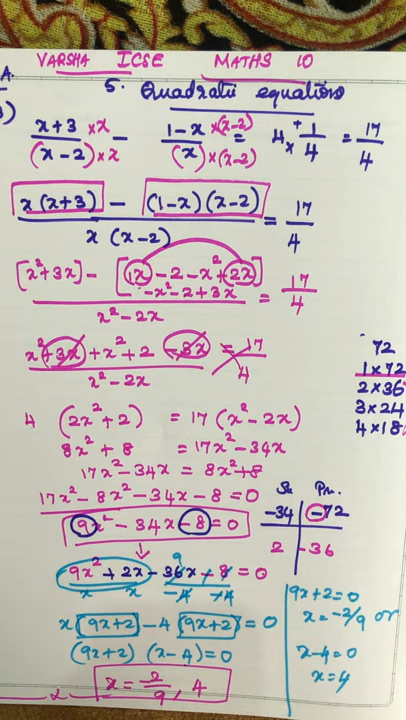 VARSHA ICSE MATHS 10
A.
5. Quadratic equations
)
(x+3)/(x-2) ×x/×x - (1-x)/(x) ×(x-2)/×(x-2) = 4 ×+ 1/4 = 17/4
x(x+3) - (1-x)(x-2) / x(x-2) = 17/4
[x²+3x] - [1x-2-x²+2x] / x²-2x = 17/4
-x²-2+3x
x²+3x+x²+2-3x / x²-2x = 17/4
72
1×72
2×36
3×24
4×18
4 (2x²+2) = 17(x²-2x)
8x²+8 = 17x²-34x
17x²-34x = 8x²+8
17x²-8x²-34x-8=0
9x²-34x-8=0
Su Pr.
-34 -72
2 -36
9x²+2x-36x-8=0
x x -4 -4
9
x[9x+2]-4[9x+2]=0
(9x+2) (x-4)=0
x = -2/9, 4
9x+2=0
x=-2/9 or
x-4=0
x=4